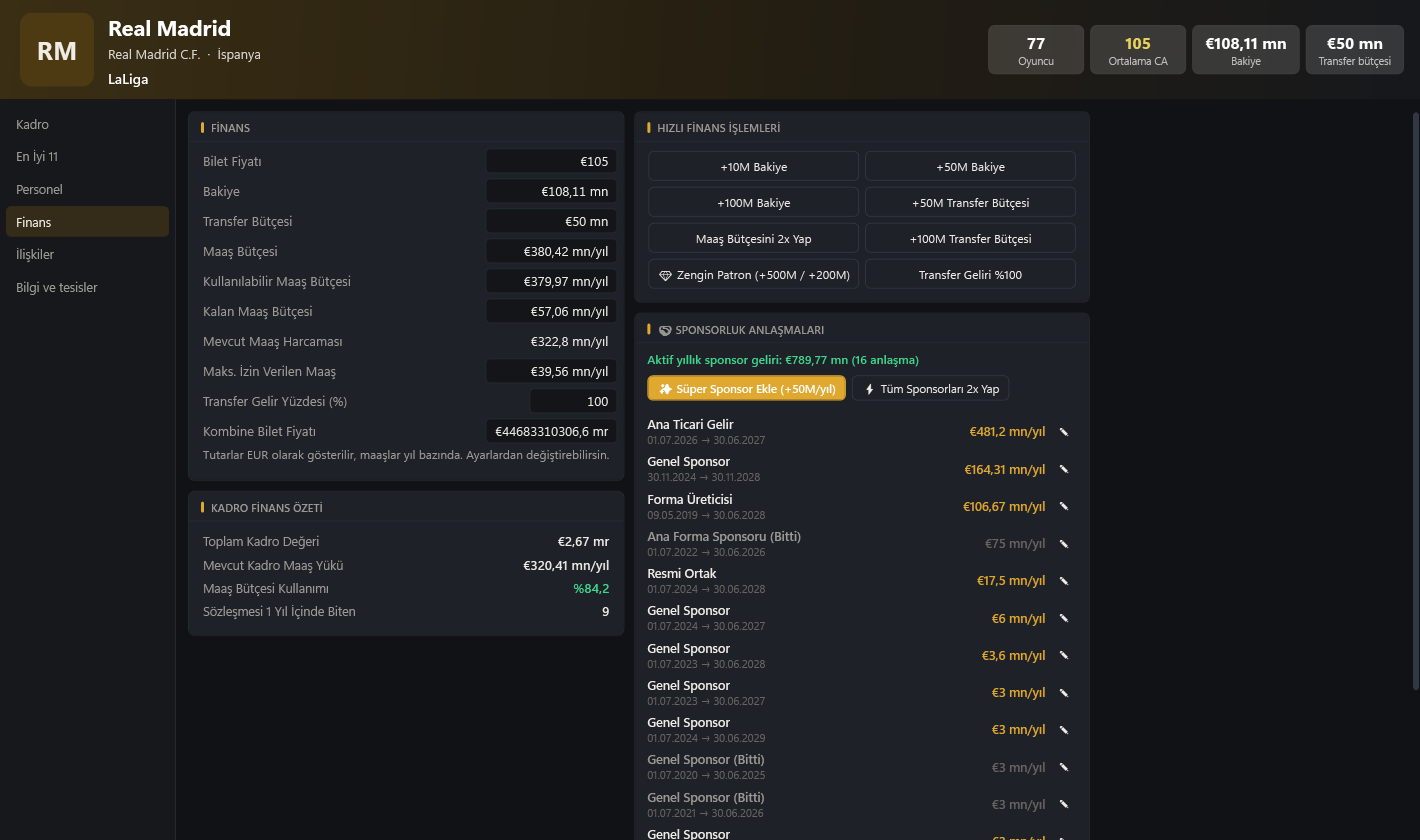 RM
Real Madrid
Real Madrid C.F. · İspanya
LaLiga
77
Oyuncu
105
Ortalama CA
€108,11 mn
Bakiye
€50 mn
Transfer bütçesi
Kadro
En İyi 11
Personel
Finans
İlişkiler
Bilgi ve tesisler
FİNANS
Bilet Fiyatı €105
Bakiye €108,11 mn
Transfer Bütçesi €50 mn
Maaş Bütçesi €380,42 mn/yıl
Kullanılabilir Maaş Bütçesi €379,97 mn/yıl
Kalan Maaş Bütçesi €57,06 mn/yıl
Mevcut Maaş Harcaması €322,8 mn/yıl
Maks. İzin Verilen Maaş €39,56 mn/yıl
Transfer Gelir Yüzdesi (%) 100
Kombine Bilet Fiyatı €44683310306,6 mr
Tutarlar EUR olarak gösterilir, maaşlar yıl bazında. Ayarlardan değiştirebilirsin.
KADRO FİNANS ÖZETİ
Toplam Kadro Değeri €2,67 mr
Mevcut Kadro Maaş Yükü €320,41 mn/yıl
Maaş Bütçesi Kullanımı %84,2
Sözleşmesi 1 Yıl İçinde Biten 9
HIZLI FİNANS İŞLEMLERİ
+10M Bakiye
+50M Bakiye
+100M Bakiye
+50M Transfer Bütçesi
Maaş Bütçesini 2x Yap
+100M Transfer Bütçesi
Zengin Patron (+500M / +200M)
Transfer Geliri %100
SPONSORLUK ANLAŞMALARI
Aktif yıllık sponsor geliri: €789,77 mn (16 anlaşma)
Süper Sponsor Ekle (+50M/yıl)
Tüm Sponsorları 2x Yap
Ana Ticari Gelir €481,2 mn/yıl
01.07.2026 → 30.06.2027
Genel Sponsor €164,31 mn/yıl
30.11.2024 → 30.11.2028
Forma Üreticisi €106,67 mn/yıl
09.05.2019 → 30.06.2028
Ana Forma Sponsoru (Bitti) €75 mn/yıl
01.07.2022 → 30.06.2026
Resmi Ortak €17,5 mn/yıl
01.07.2024 → 30.06.2028
Genel Sponsor €6 mn/yıl
01.07.2024 → 30.06.2027
Genel Sponsor €3,6 mn/yıl
01.07.2023 → 30.06.2028
Genel Sponsor €3 mn/yıl
01.07.2023 → 30.06.2027
Genel Sponsor €3 mn/yıl
01.07.2024 → 30.06.2029
Genel Sponsor (Bitti) €3 mn/yıl
01.07.2020 → 30.06.2025
Genel Sponsor (Bitti) €3 mn/yıl
01.07.2021 → 30.06.2026
Genel Sponsor